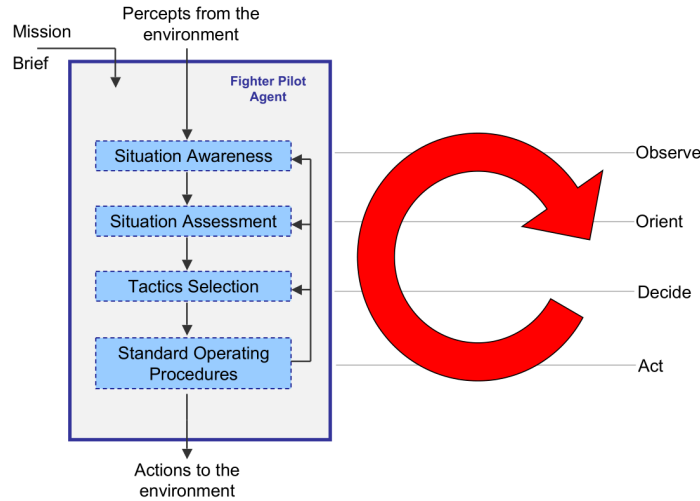 Mission
Brief
Percepts from the
environment
Fighter Pilot
Agent
Situation Awareness
Situation Assessment
Tactics Selection
Standard Operating
Procedures
Actions to the
environment
Observe
Orient
Decide
Act